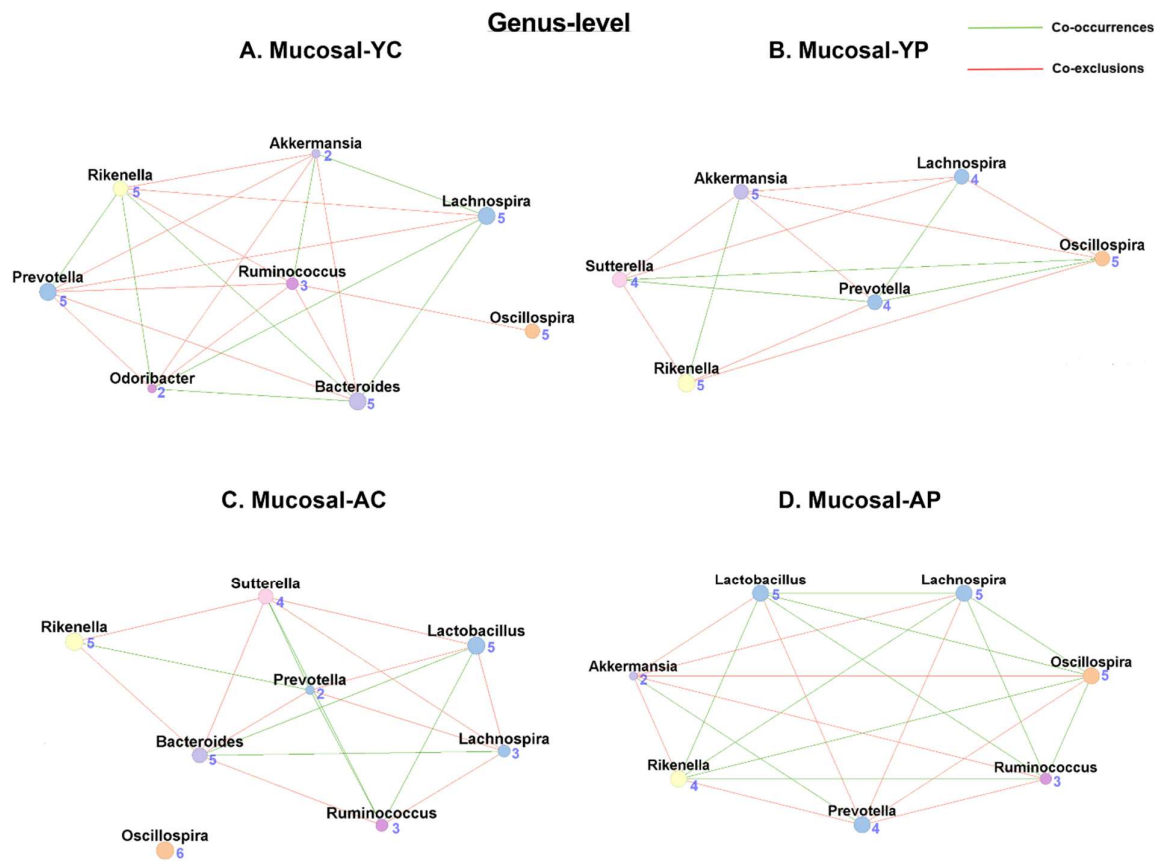 Genus-level
Co-occurrences
Co-exclusions
A. Mucosal-YC
Akkermansia
2
Rikenella
5
Lachnospira
5
Prevotella
5
Ruminococcus
3
Oscillospira
5
Odoribacter
2
Bacteroides
5
B. Mucosal-YP
Lachnospira
4
Akkermansia
5
Oscillospira
5
Sutterella
4
Prevotella
4
Rikenella
5
C. Mucosal-AC
Sutterella
4
Rikenella
5
Lactobacillus
5
Prevotella
2
Bacteroides
5
Lachnospira
3
Ruminococcus
3
Oscillospira
6
D. Mucosal-AP
Lactobacillus
5
Lachnospira
5
Akkermansia
2
Oscillospira
5
Rikenella
4
Ruminococcus
3
Prevotella
4